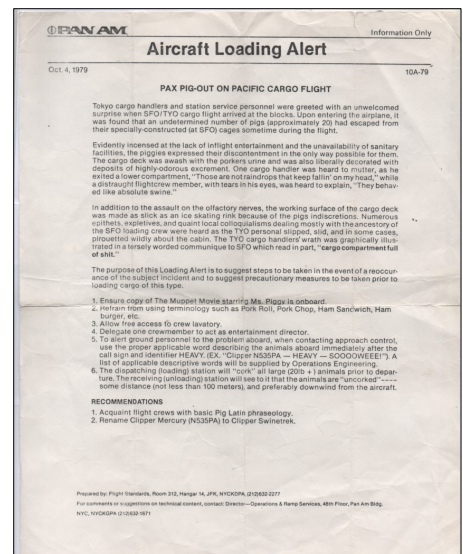 PAN AM
Information Only
Aircraft Loading Alert
Oct. 4, 1979
10A-79
PAX PIG-OUT ON PACIFIC CARGO FLIGHT
Tokyo cargo handlers and station service personnel were greeted with an unwelcomed
surprise when SFO/TYO cargo flight arrived at the blocks. Upon entering the airplane, it
was found that an undetermined number of pigs (approximately 20) had escaped from
their specially-constructed (at SFO) cages sometime during the flight.
Evidently incensed at the lack of inflight entertainment and the unavailability of sanitary
facilities, the piggies expressed their discontentment in the only way possible for them.
The cargo deck was awash with the porkers urine and was also liberally decorated with
deposits of highly-odorous excrement. One cargo handler was heard to mutter, as he
exited a lower compartment, "Those are not raindrops that keep fallin' on my head," while
a distraught flightcrew member, with tears in his eyes, was heard to explain, "They behav-
ed like absolute swine."
In addition to the assault on the olfactory nerves, the working surface of the cargo deck
was made as slick as an ice skating rink because of the pigs indiscretions. Numerous
epithets, expletives, and quaint local colloquialisms dealing mostly with the ancestory of
the SFO loading crew were heard as the TYO personal slipped, slid, and in some cases,
pirouetted wildly about the cabin. The TYO cargo handlers' wrath was graphically illus-
trated in a tersely worded communique to SFO which read in part, "cargo compartment full
of shit."
The purpose of this Loading Alert is to suggest steps to be taken in the event of a reoccur-
ance of the subject incident and to suggest precautionary measures to be taken prior to
loading cargo of this type.
1. Ensure copy of The Muppet Movie starring Ms. Piggy is onboard.
2. Refrain from using terminology such as Pork Roll, Pork Chop, Ham Sandwich, Ham
burger, etc.
3. Allow free access to crew lavatory.
4. Delegate one crewmember to act as entertainment director.
5. To alert ground personnel to the problem aboard, when contacting approach control,
use the proper applicable word describing the animals aboard immediately after the
call sign and identifier HEAVY. (EX. "Clipper N535PA — HEAVY — SOOOOWEEE!"). A
list of applicable descriptive words will be supplied by Operations Engineering.
6. The dispatching (loading) station will "cork" all large (20lb + ) animals prior to depar-
ture. The receiving (unloading) station will see to it that the animals are "uncorked"----
some distance (not less than 100 meters), and preferably downwind from the aircraft.
RECOMMENDATIONS
1. Acquaint flight crews with basic Pig Latin phraseology.
2. Rename Clipper Mercury (N535PA) to Clipper Swinetrek.
Prepared by: Flight Standards, Room 312, Hangar 14, JFK, NYCKOPA, (212)632-2277
For comments or suggestions on technical content, contact: Director—Operations & Ramp Services, 48th Floor, Pan Am Bldg.
NYC, NYCKGPA (212)632-1671